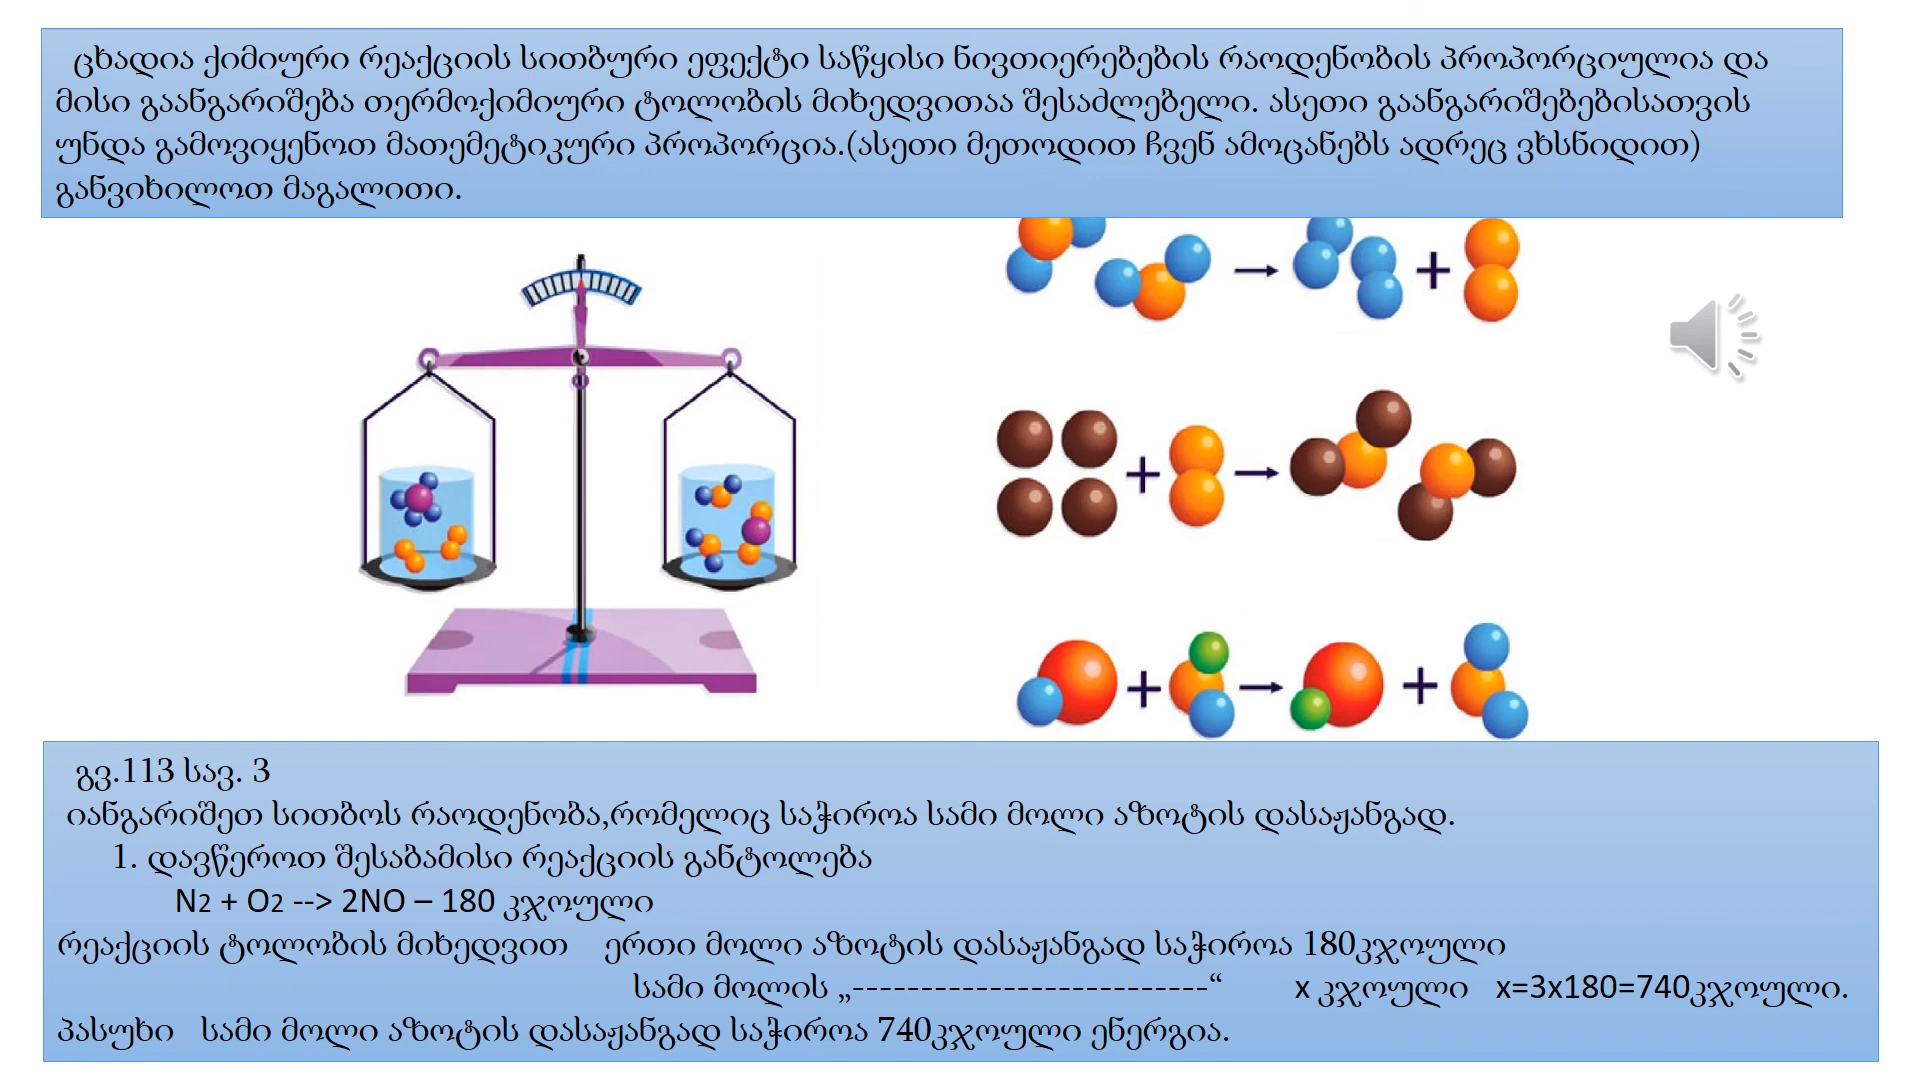 ცხადია ქიმიური რეაქციის სითბური ეფექტი საწყისი ნივთიერებების რაოდენობის პროპორციულია და
მისი გაანგარიშება თერმოქიმიური ტოლობის მიხედვითაა შესაძლებელი. ასეთი გაანგარიშებებისათვის
უნდა გამოვიყენოთ მათემეტიკური პროპორცია.(ასეთი მეთოდით ჩვენ ამოცანებს ადრეც ვხსნიდით)
განვიხილოთ მაგალითი.
გვ.113 სავ. 3
იანგარიშეთ სითბოს რაოდენობა,რომელიც საჭიროა სამი მოლი აზოტის დასაჟანგად.
1. დავწეროთ შესაბამისი რეაქციის განტოლება
N2 + O2 --> 2NO – 180 კჯოული
რეაქციის ტოლობის მიხედვით ერთი მოლი აზოტის დასაჟანგად საჭიროა 180კჯოული
სამი მოლის „--------------------------“ x კჯოული x=3x180=740კჯოული.
პასუხი სამი მოლი აზოტის დასაჟანგად საჭიროა 740კჯოული ენერგია.